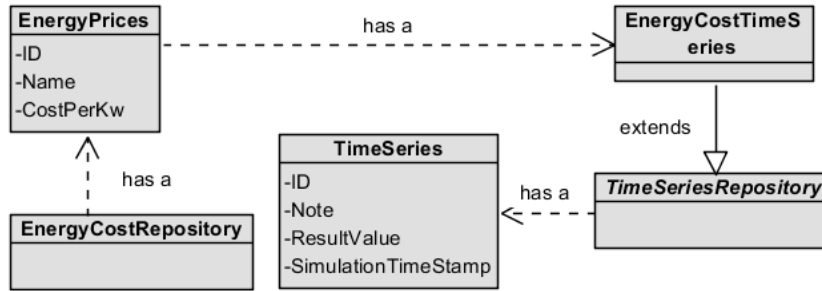 EnergyPrices
-ID
-Name
-CostPerKw
has a
EnergyCostTimeS
eries
extends
TimeSeries
-ID
-Note
-ResultValue
-SimulationTimeStamp
has a
TimeSeriesRepository
has a
EnergyCostRepository